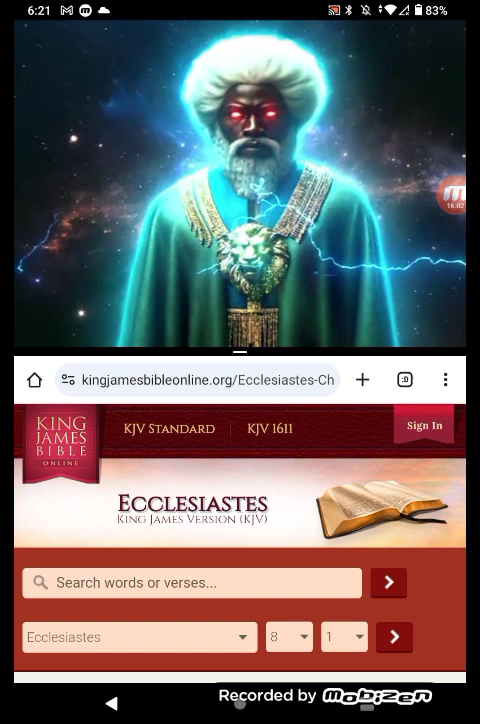 6:21
83%
16:02
kingjamesbibleonline.org/Ecclesiastes-Ch
:D
KING
JAMES
BIBLE
ONLINE
KJV STANDARD
KJV 1611
Sign In
ECCLESIASTES
KING JAMES VERSION (KJV)
Search words or verses...
Ecclesiastes
8
1
Recorded by MOBIZEN